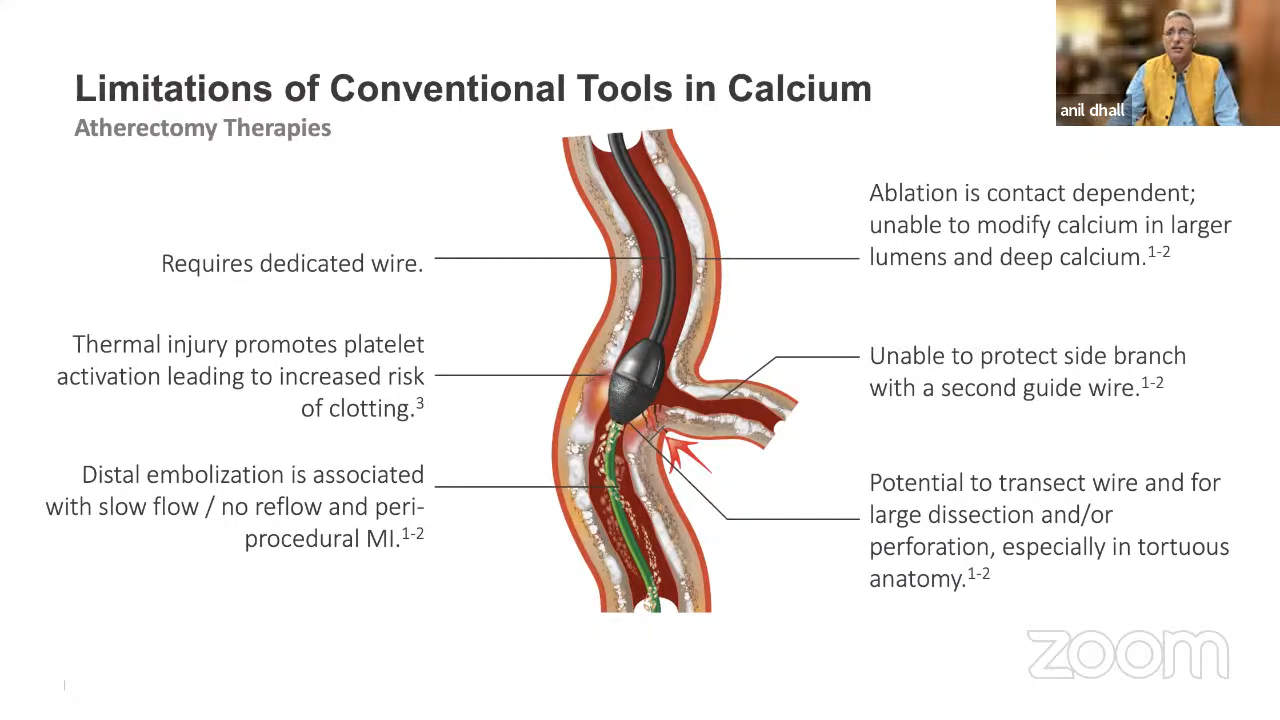 Limitations of Conventional Tools in Calcium
Atherectomy Therapies
anil dhall
Requires dedicated wire.
Thermal injury promotes platelet
activation leading to increased risk
of clotting.³
Distal embolization is associated
with slow flow / no reflow and peri-
procedural MI.¹⁻²
Ablation is contact dependent;
unable to modify calcium in larger
lumens and deep calcium.¹⁻²
Unable to protect side branch
with a second guide wire.¹⁻²
Potential to transect wire and for
large dissection and/or
perforation, especially in tortuous
anatomy.¹⁻²
zoom